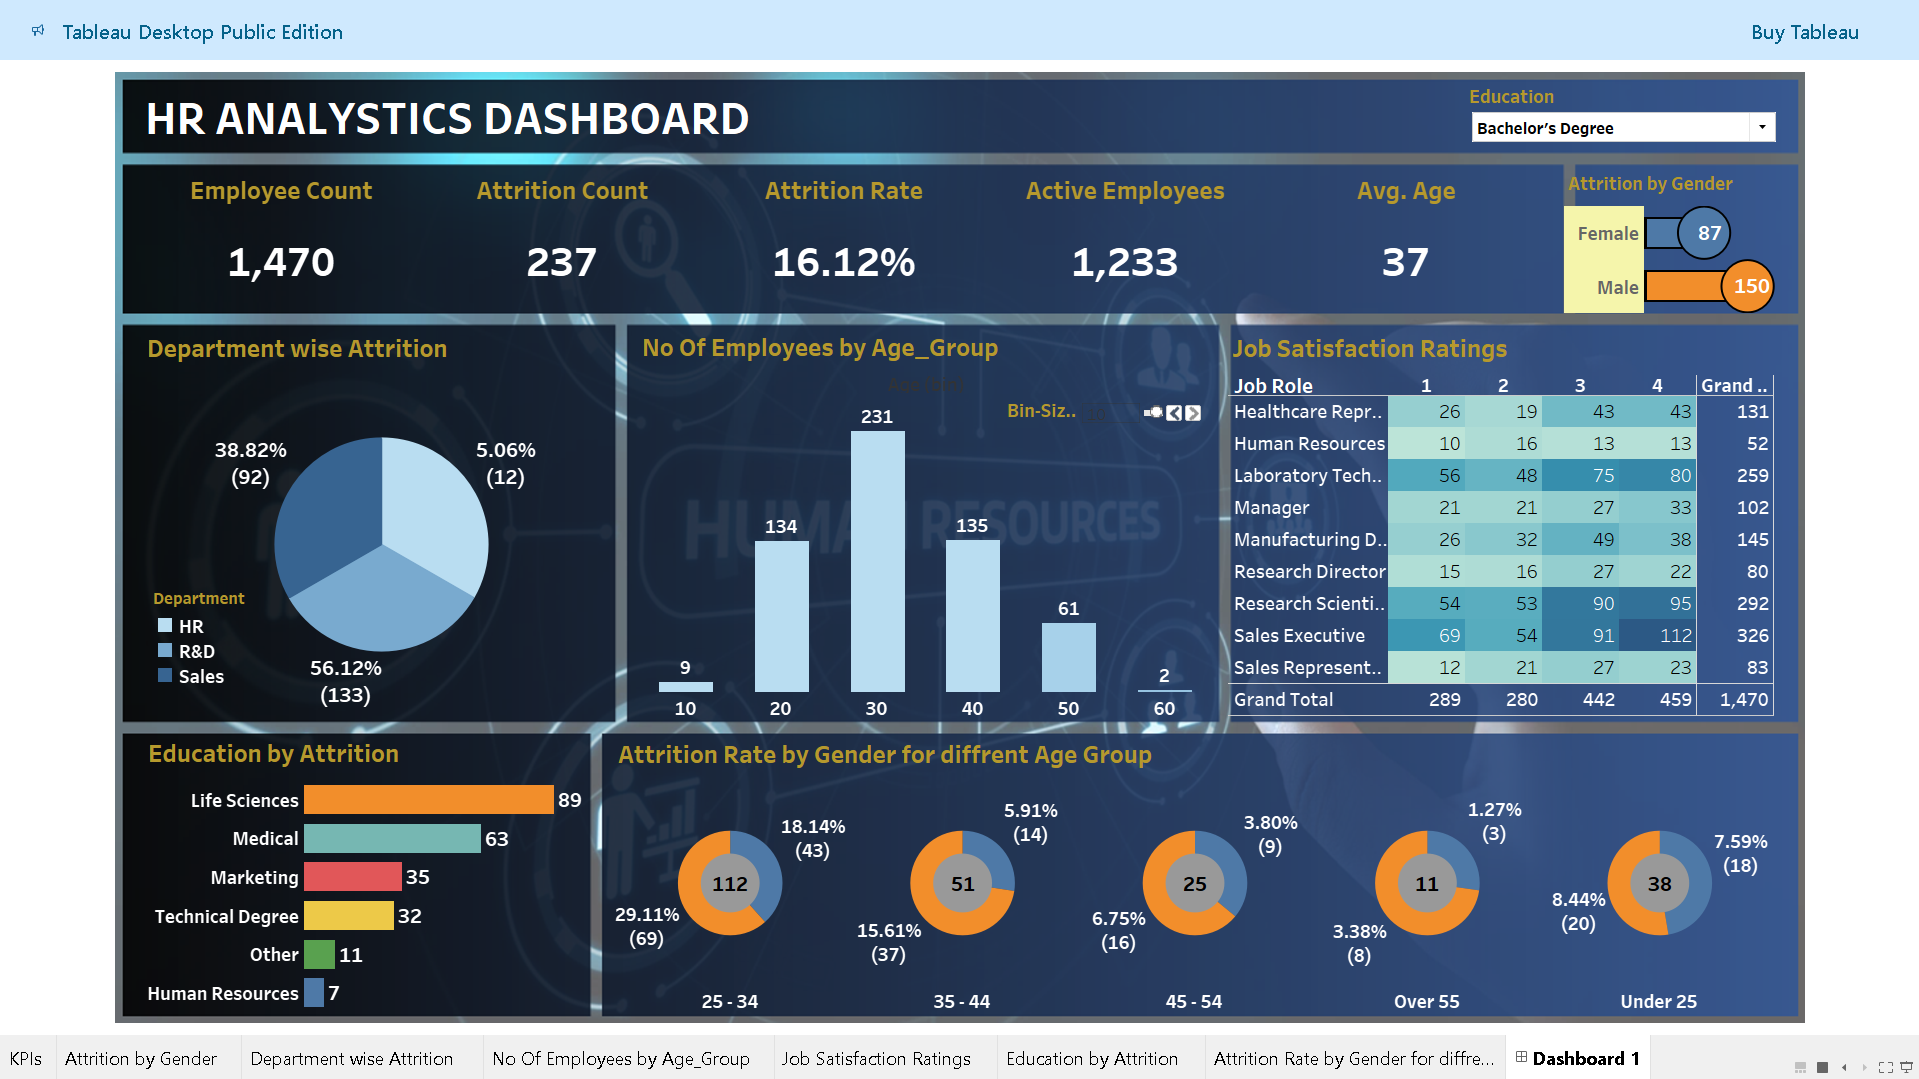 Tableau Desktop Public Edition
Buy Tableau
HR ANALYSTICS DASHBOARD
Education
Bachelor's Degree
Employee Count
Attrition Count
Attrition Rate
Active Employees
Avg. Age
1,470
237
16.12%
1,233
37
Attrition by Gender
Female 87
Male 150
Department wise Attrition
38.82%
(92)
5.06%
(12)
56.12%
(133)
Department
HR
R&D
Sales
No Of Employees by Age_Group
Bin-Siz..
HUMAN RESOURCES
9
134
231
135
61
2
10 20 30 40 50 60
Job Satisfaction Ratings
Job Role 1 2 3 4 Grand ..
Healthcare Repr.. 26 19 43 43 131
Human Resources 10 16 13 13 52
Laboratory Tech.. 56 48 75 80 259
Manager 21 21 27 33 102
Manufacturing D.. 26 32 49 38 145
Research Director 15 16 27 22 80
Research Scienti.. 54 53 90 95 292
Sales Executive 69 54 91 112 326
Sales Represent.. 12 21 27 23 83
Grand Total 289 280 442 459 1,470
Education by Attrition
Life Sciences 89
Medical 63
Marketing 35
Technical Degree 32
Other 11
Human Resources 7
Attrition Rate by Gender for diffrent Age Group
18.14%
(43)
112
29.11%
(69)
25 - 34
5.91%
(14)
51
15.61%
(37)
35 - 44
3.80%
(9)
25
6.75%
(16)
45 - 54
1.27%
(3)
11
3.38%
(8)
Over 55
7.59%
(18)
38
8.44%
(20)
Under 25
KPIs
Attrition by Gender
Department wise Attrition
No Of Employees by Age_Group
Job Satisfaction Ratings
Education by Attrition
Attrition Rate by Gender for diffre...
Dashboard 1